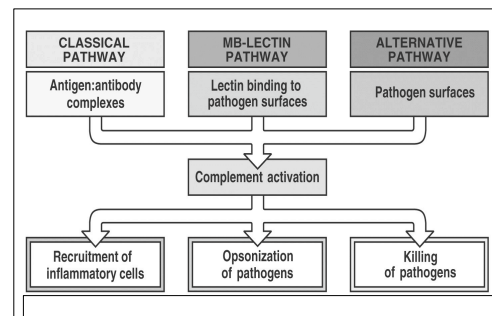 CLASSICAL
PATHWAY
MB-LECTIN
PATHWAY
ALTERNATIVE
PATHWAY
Antigen:antibody
complexes
Lectin binding to
pathogen surfaces
Pathogen surfaces
Complement activation
Recruitment of
inflammatory cells
Opsonization
of pathogens
Killing
of pathogens